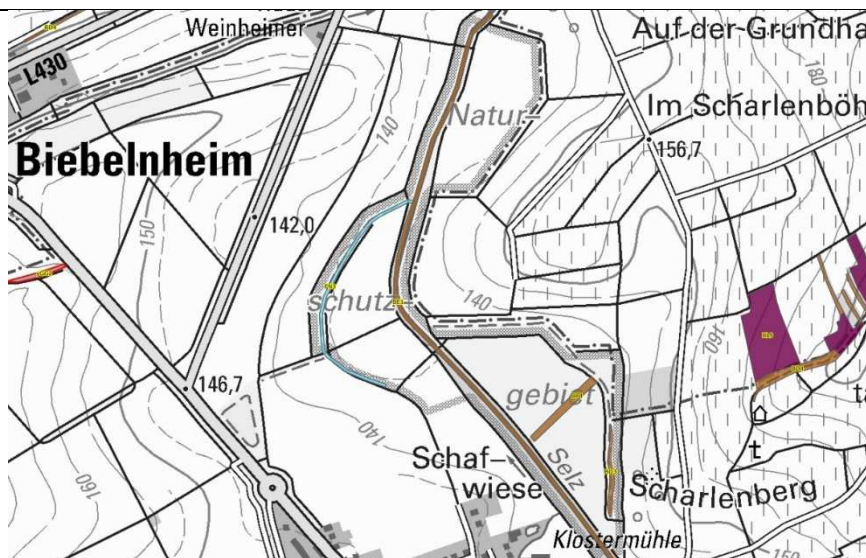 Weinheimer
Auf der Grundha
L430
Natur-
140
180
Im Scharlenböh
156,7
Biebelnheim
150
142,0
schutz-
140
160
146,7
gebiet
140
Schaf-
wiese
Selz
Scharlenberg
160
Klostermühle
150